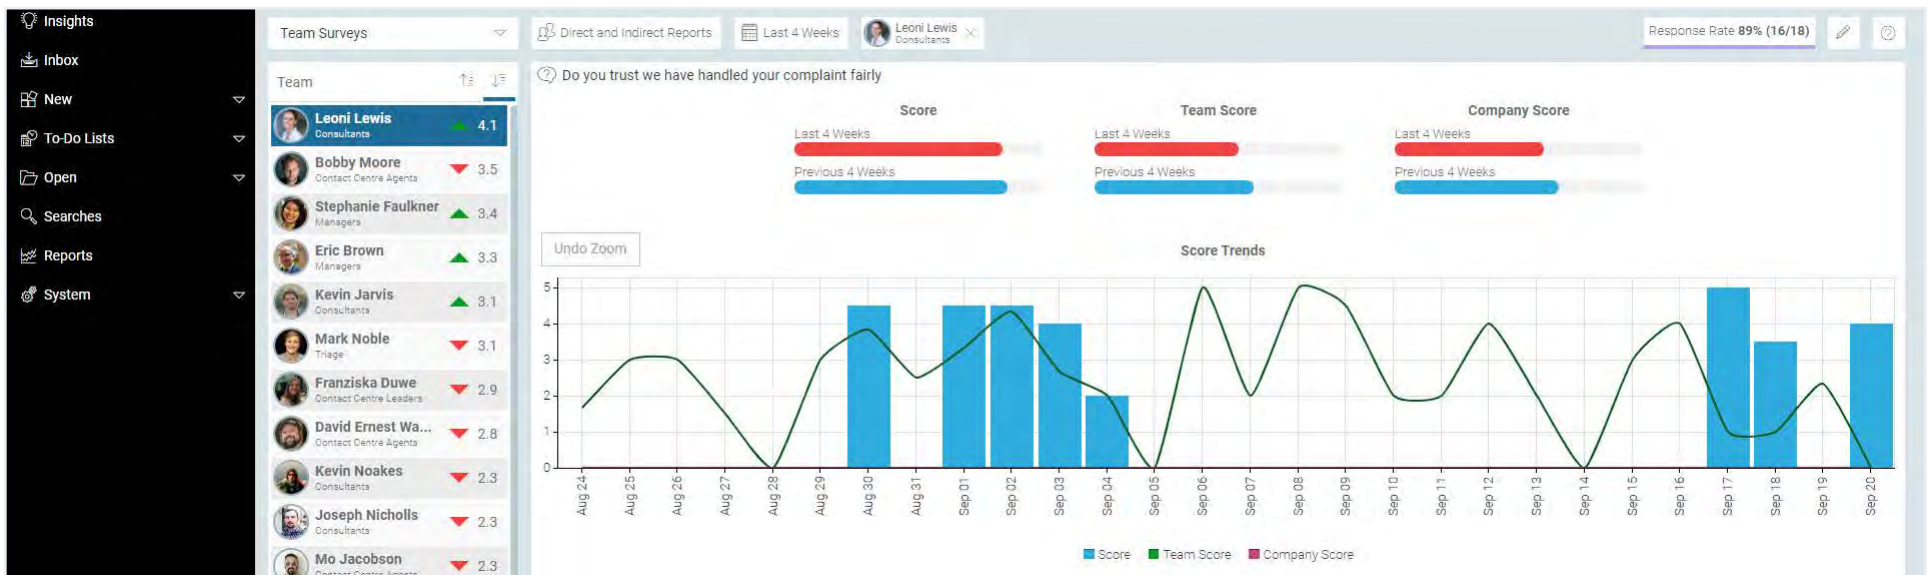 Insights
Inbox
New
To-Do Lists
Open
Searches
Reports
System
Team Surveys
Direct and Indirect Reports
Last 4 Weeks
Leoni Lewis
Consultants
Response Rate 89% (16/18)
Team
Leoni Lewis
Consultants
4.1
Bobby Moore
Contact Centre Agents
3.5
Stephanie Faulkner
Managers
3.4
Eric Brown
Managers
3.3
Kevin Jarvis
Consultants
3.1
Mark Noble
Triage
3.1
Franziska Duwe
Contact Centre Leaders
2.9
David Ernest Wa...
Contact Centre Agents
2.8
Kevin Noakes
Consultants
2.3
Joseph Nicholls
Consultants
2.3
Mo Jacobson
Contact Centre Agents
2.3
Do you trust we have handled your complaint fairly
Score
Last 4 Weeks
Previous 4 Weeks
Team Score
Last 4 Weeks
Previous 4 Weeks
Company Score
Last 4 Weeks
Previous 4 Weeks
Undo Zoom
Score Trends
5
4
3
2
1
0
Aug 24
Aug 25
Aug 26
Aug 27
Aug 28
Aug 29
Aug 30
Aug 31
Sep 01
Sep 02
Sep 03
Sep 04
Sep 05
Sep 06
Sep 07
Sep 08
Sep 09
Sep 10
Sep 11
Sep 12
Sep 13
Sep 14
Sep 15
Sep 16
Sep 17
Sep 18
Sep 19
Sep 20
Score
Team Score
Company Score